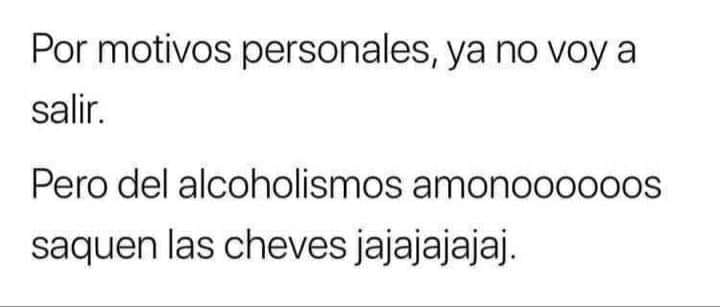 Por motivos personales, ya no voy a
salir.
Pero del alcoholismos amonoooooos
saquen las cheves jajajajajaj.